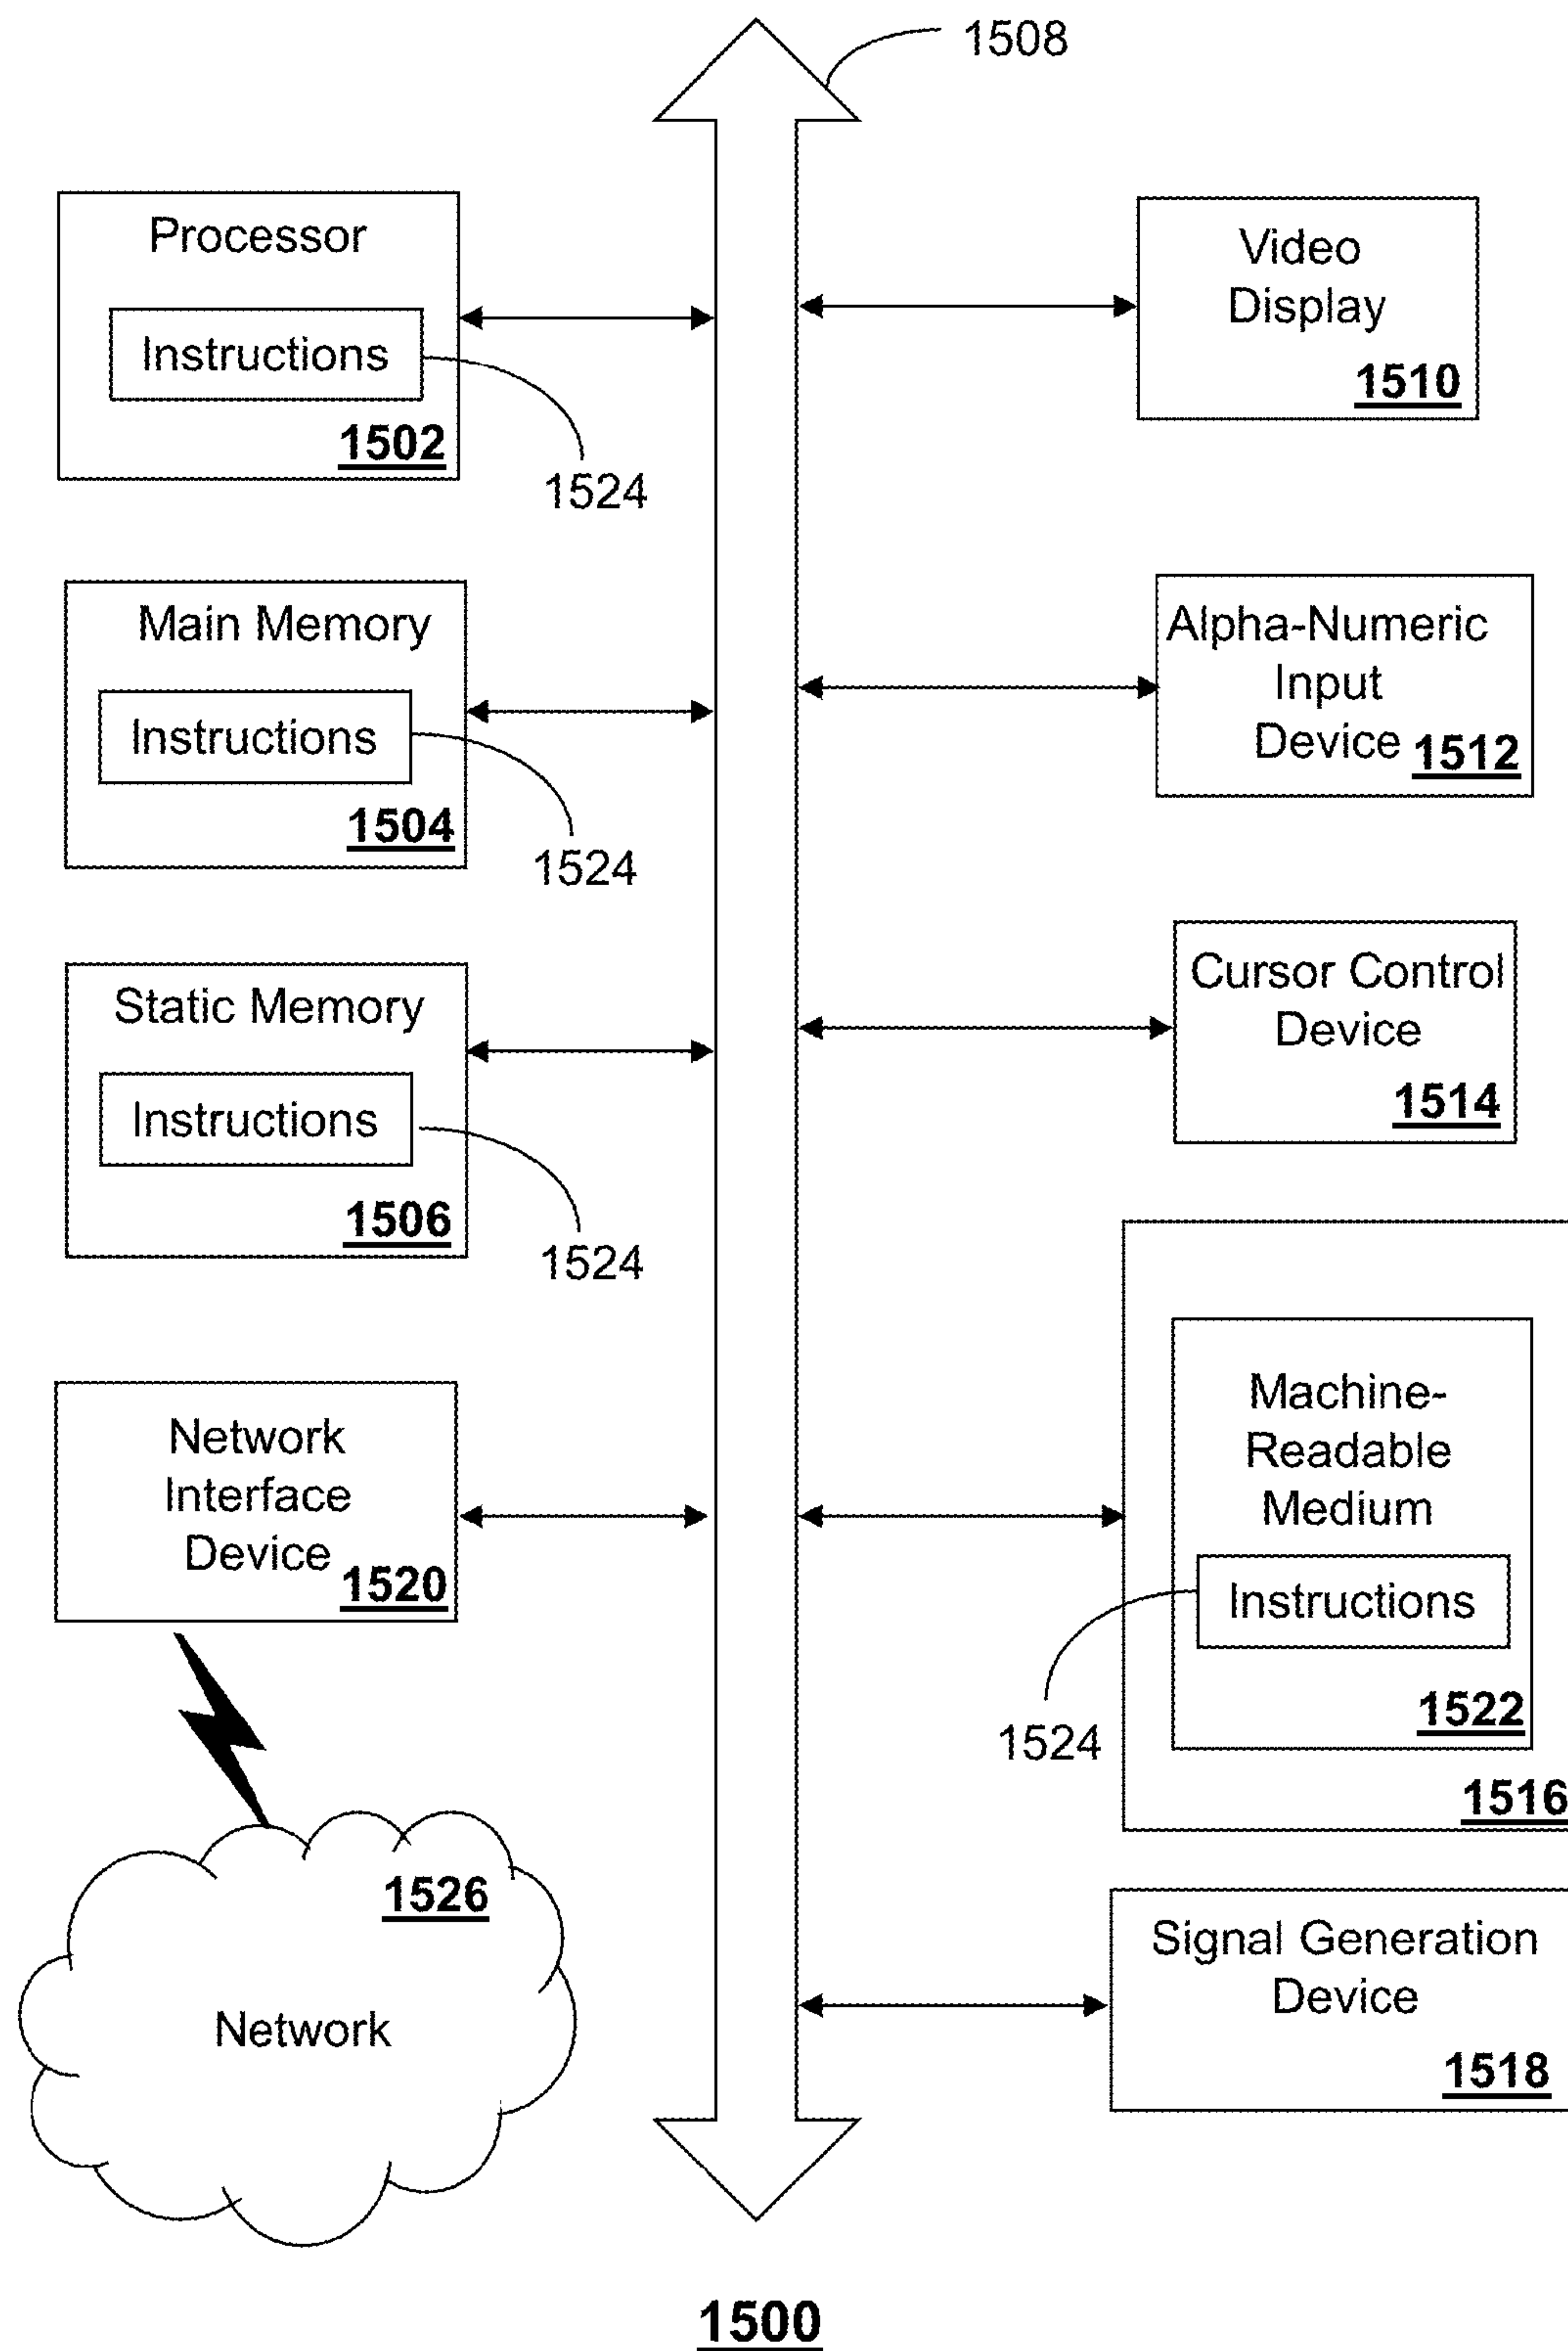 1508
Processor
Instructions
1502
1524
Video
Display
1510
Main Memory
Instructions
1504
1524
Alpha-Numeric
Input
Device 1512
Static Memory
Instructions
1506
1524
Cursor Control
Device
1514
Network
Interface
Device 1520
Machine-
Readable
Medium
Instructions
1522
1524
1516
1526
Network
Signal Generation
Device
1518
1500